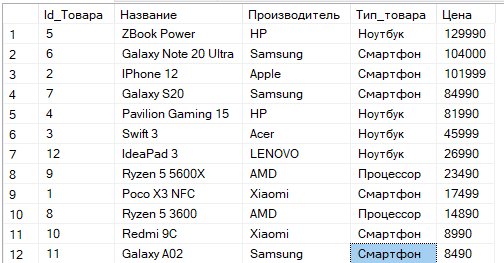 Id_Товара Название Производитель Тип_товара Цена
1 5 ZBook Power HP Ноутбук 129990
2 6 Galaxy Note 20 Ultra Samsung Смартфон 104000
3 2 IPhone 12 Apple Смартфон 101999
4 7 Galaxy S20 Samsung Смартфон 84990
5 4 Pavilion Gaming 15 HP Ноутбук 81990
6 3 Swift 3 Acer Ноутбук 45999
7 12 IdeaPad 3 LENOVO Ноутбук 26990
8 9 Ryzen 5 5600X AMD Процессор 23490
9 1 Poco X3 NFC Xiaomi Смартфон 17499
10 8 Ryzen 5 3600 AMD Процессор 14890
11 10 Redmi 9C Xiaomi Смартфон 8990
12 11 Galaxy A02 Samsung Смартфон 8490